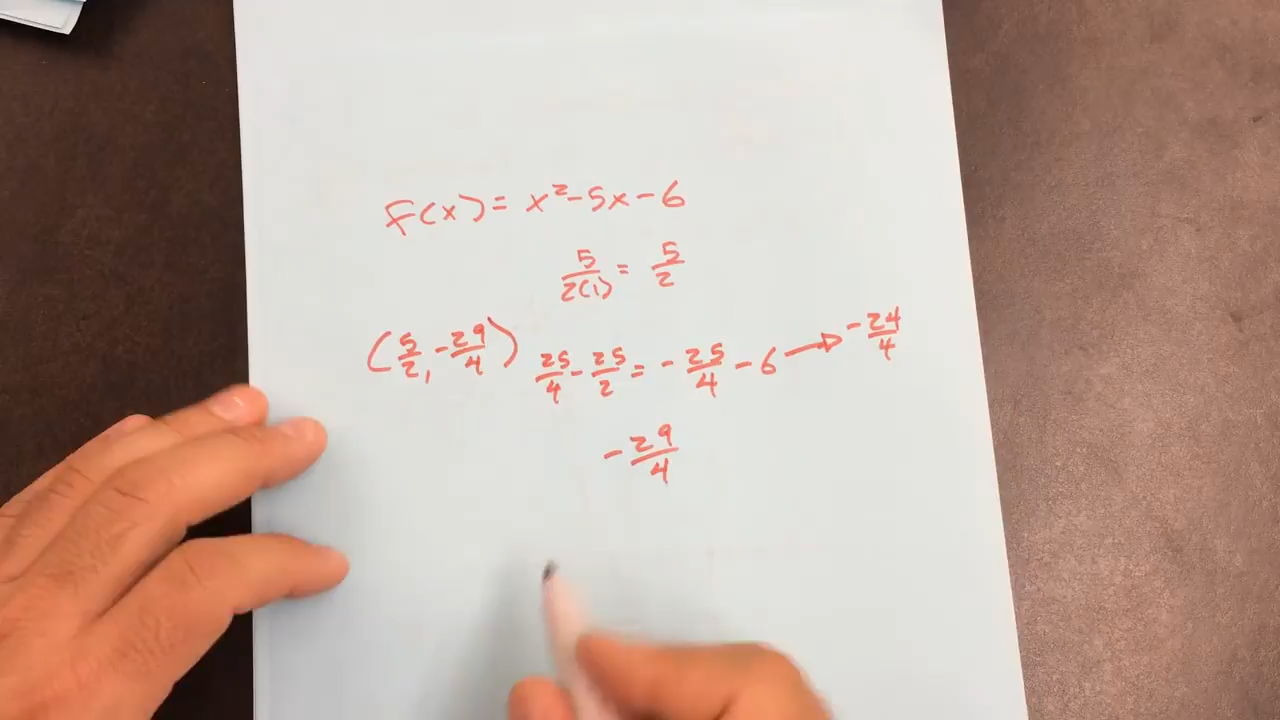 f(x) = x² - 5x - 6
5/2(1) = 5/2
(5/2, -29/4) 25/4 - 25/2 = -25/4 - 6 → -24/4
-29/4